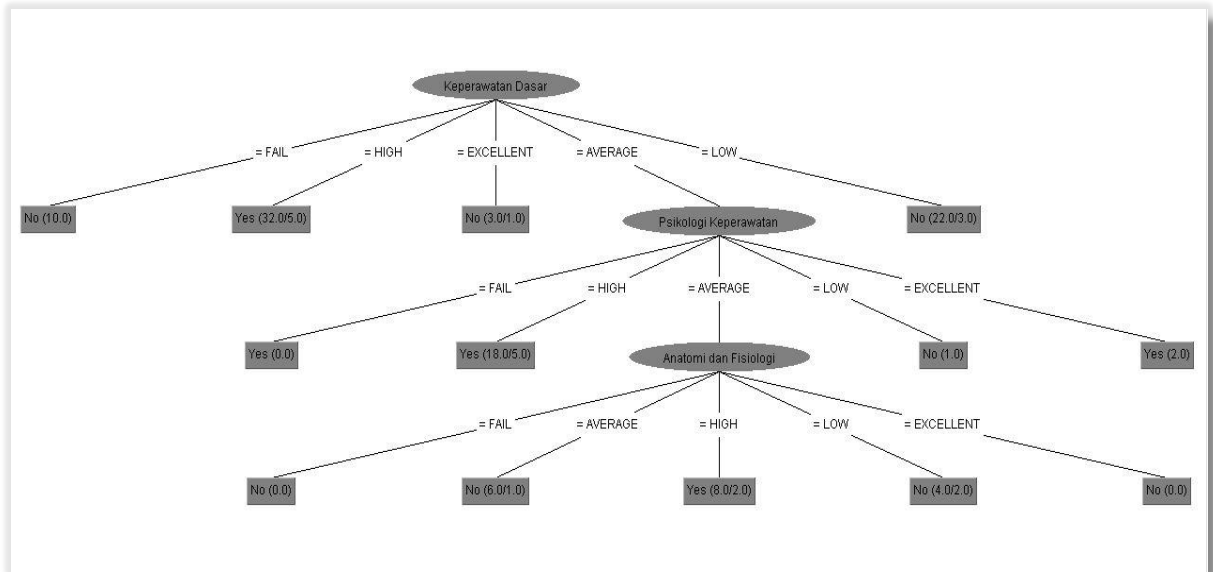 Keperawatan Dasar
= FAIL
= HIGH
= EXCELLENT
= AVERAGE
= LOW
No (10.0)
Yes (32.0/5.0)
No (3.0/1.0)
Psikologi Keperawatan
No (22.0/3.0)
= FAIL
= HIGH
= AVERAGE
= LOW
= EXCELLENT
Yes (0.0)
Yes (18.0/5.0)
Anatomi dan Fisiologi
No (1.0)
Yes (2.0)
= FAIL
= AVERAGE
= HIGH
= LOW
= EXCELLENT
No (0.0)
No (6.0/1.0)
Yes (8.0/2.0)
No (4.0/2.0)
No (0.0)